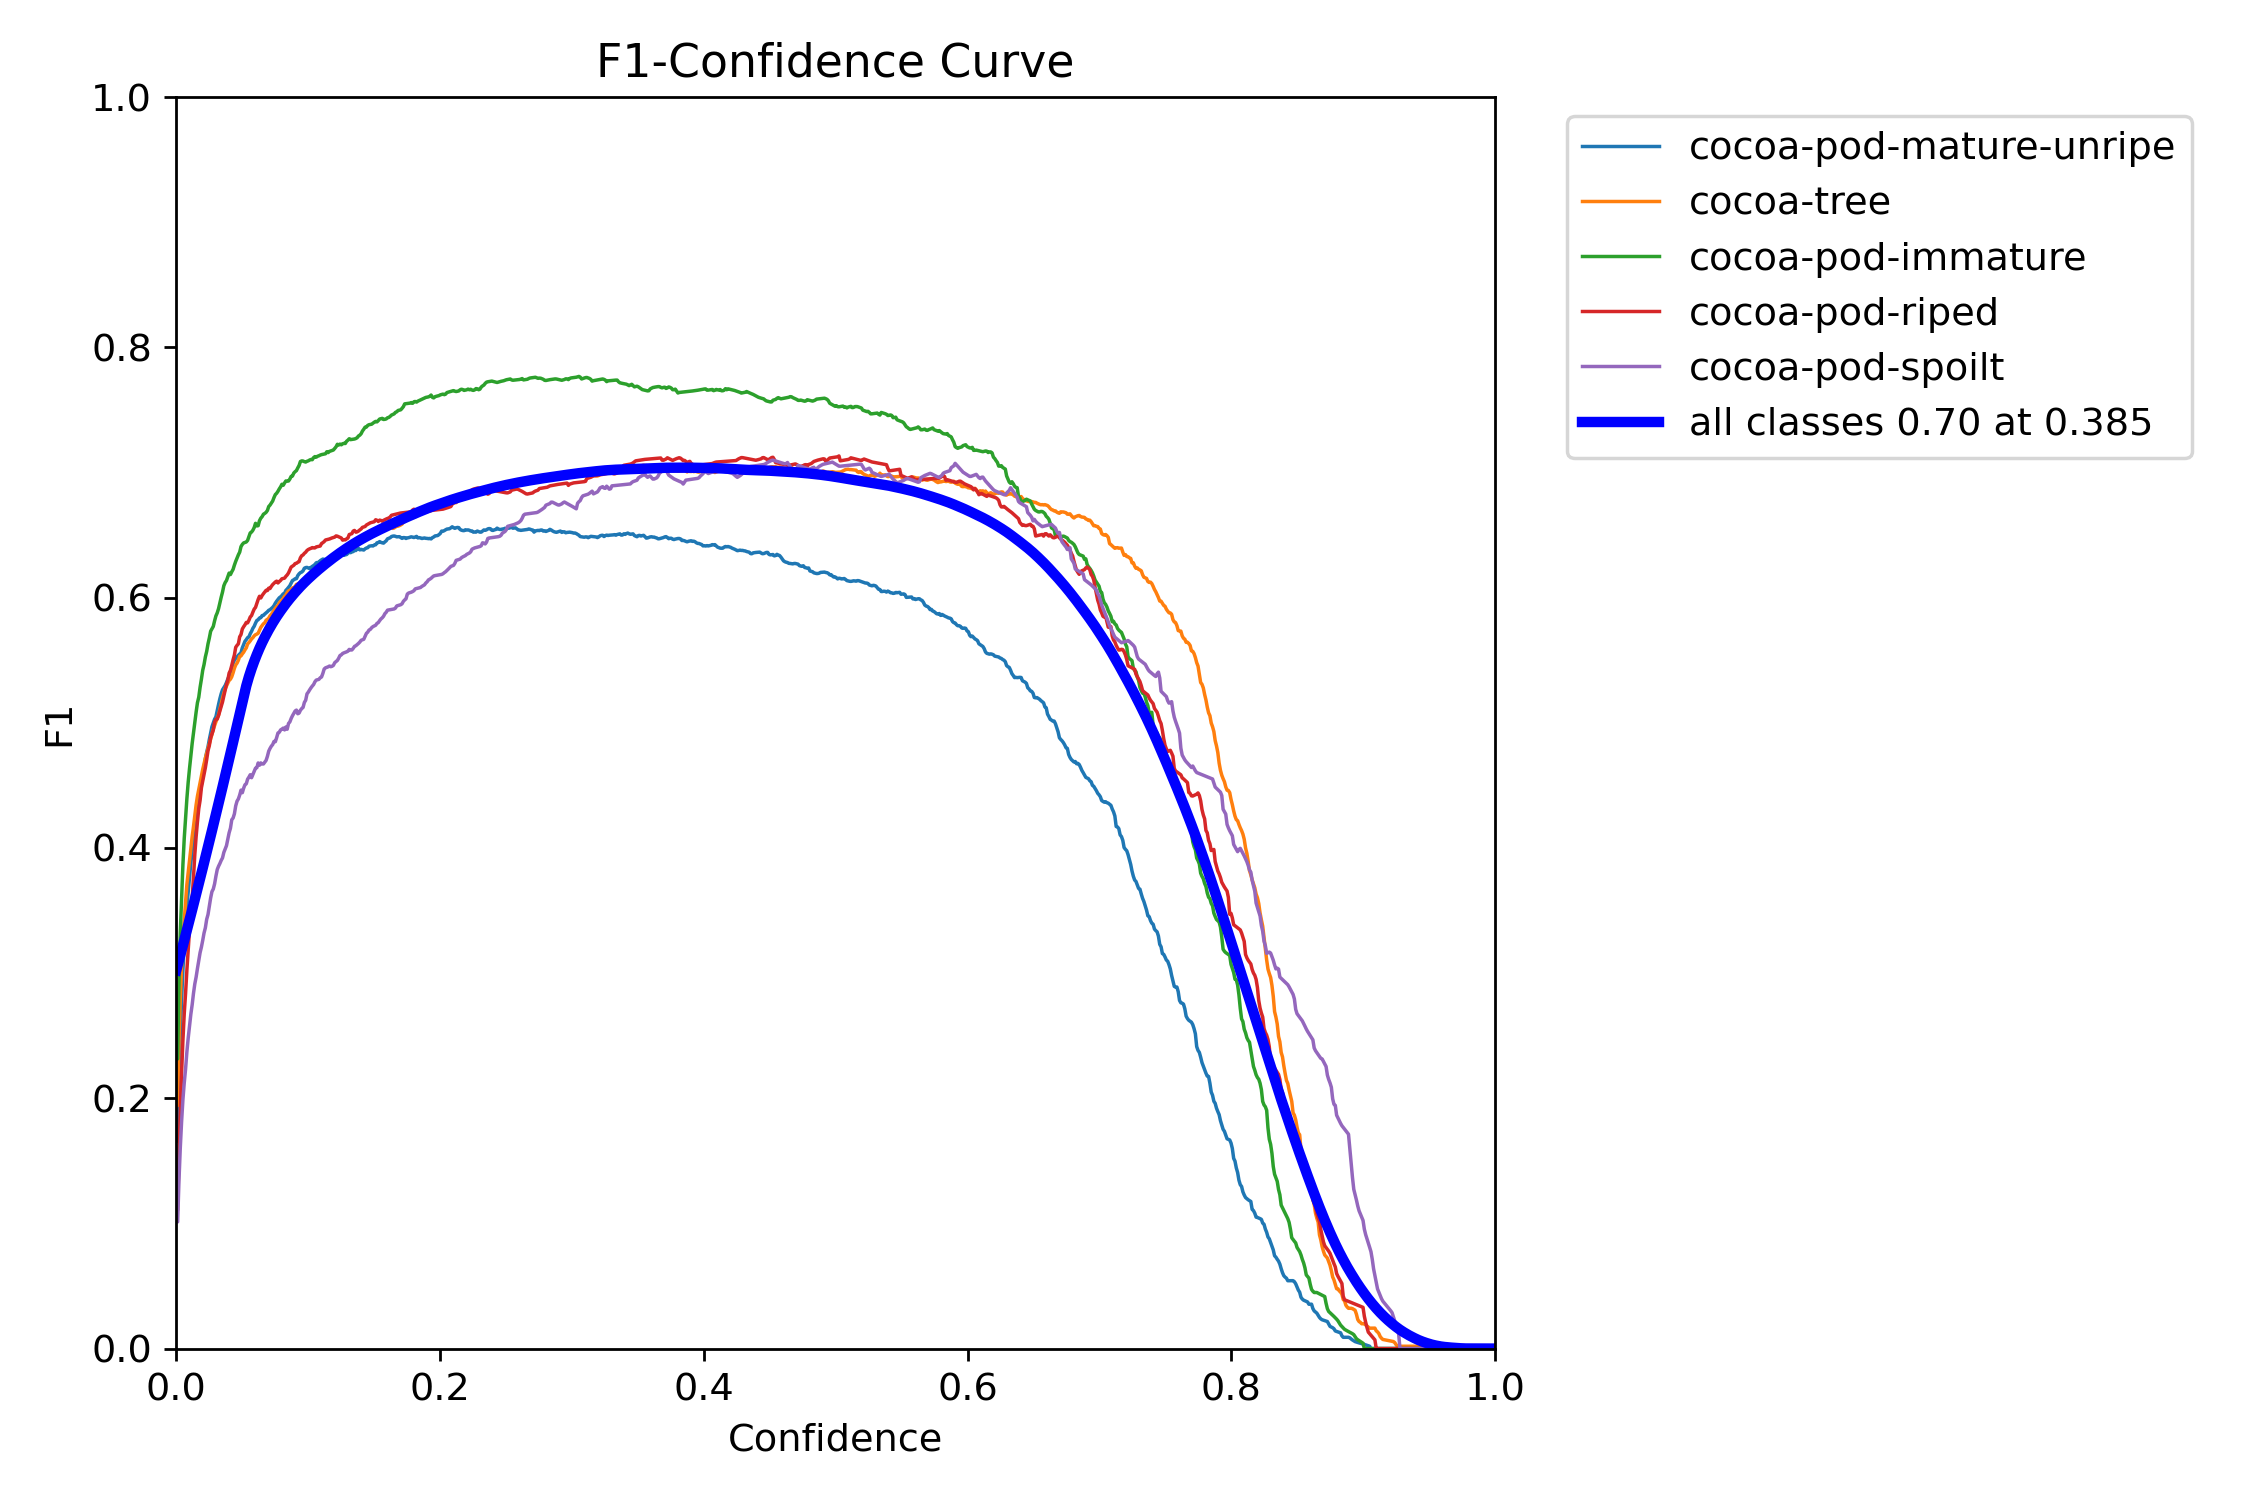 F1-Confidence Curve
1.0
0.8
0.6
0.4
0.2
0.0
F1
0.0 0.2 0.4 0.6 0.8 1.0
Confidence
cocoa-pod-mature-unripe
cocoa-tree
cocoa-pod-immature
cocoa-pod-riped
cocoa-pod-spoilt
all classes 0.70 at 0.385